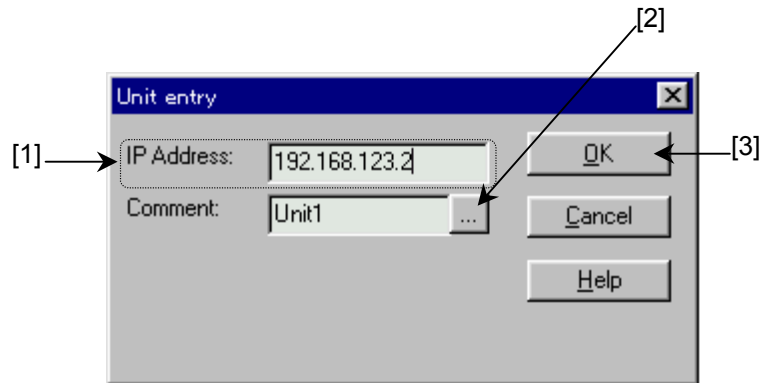 [2]
Unit entry
[1] IP Address: 192.168.123.2 OK [3]
Comment: Unit1 ... Cancel
Help